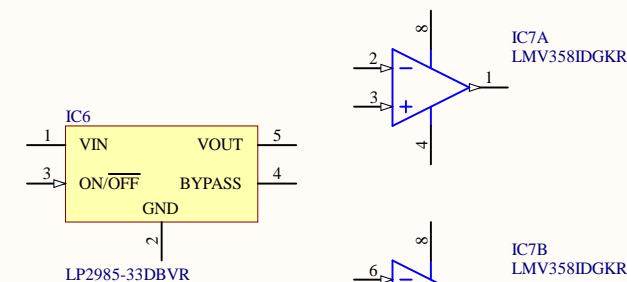 8
IC7A
LMV358IDGKR
2
1
3
4
IC6
1
VIN
VOUT
5
3
ON/OFF
BYPASS
4
GND
2
LP2985-33DBVR
8
IC7B
LMV358IDGKR
6